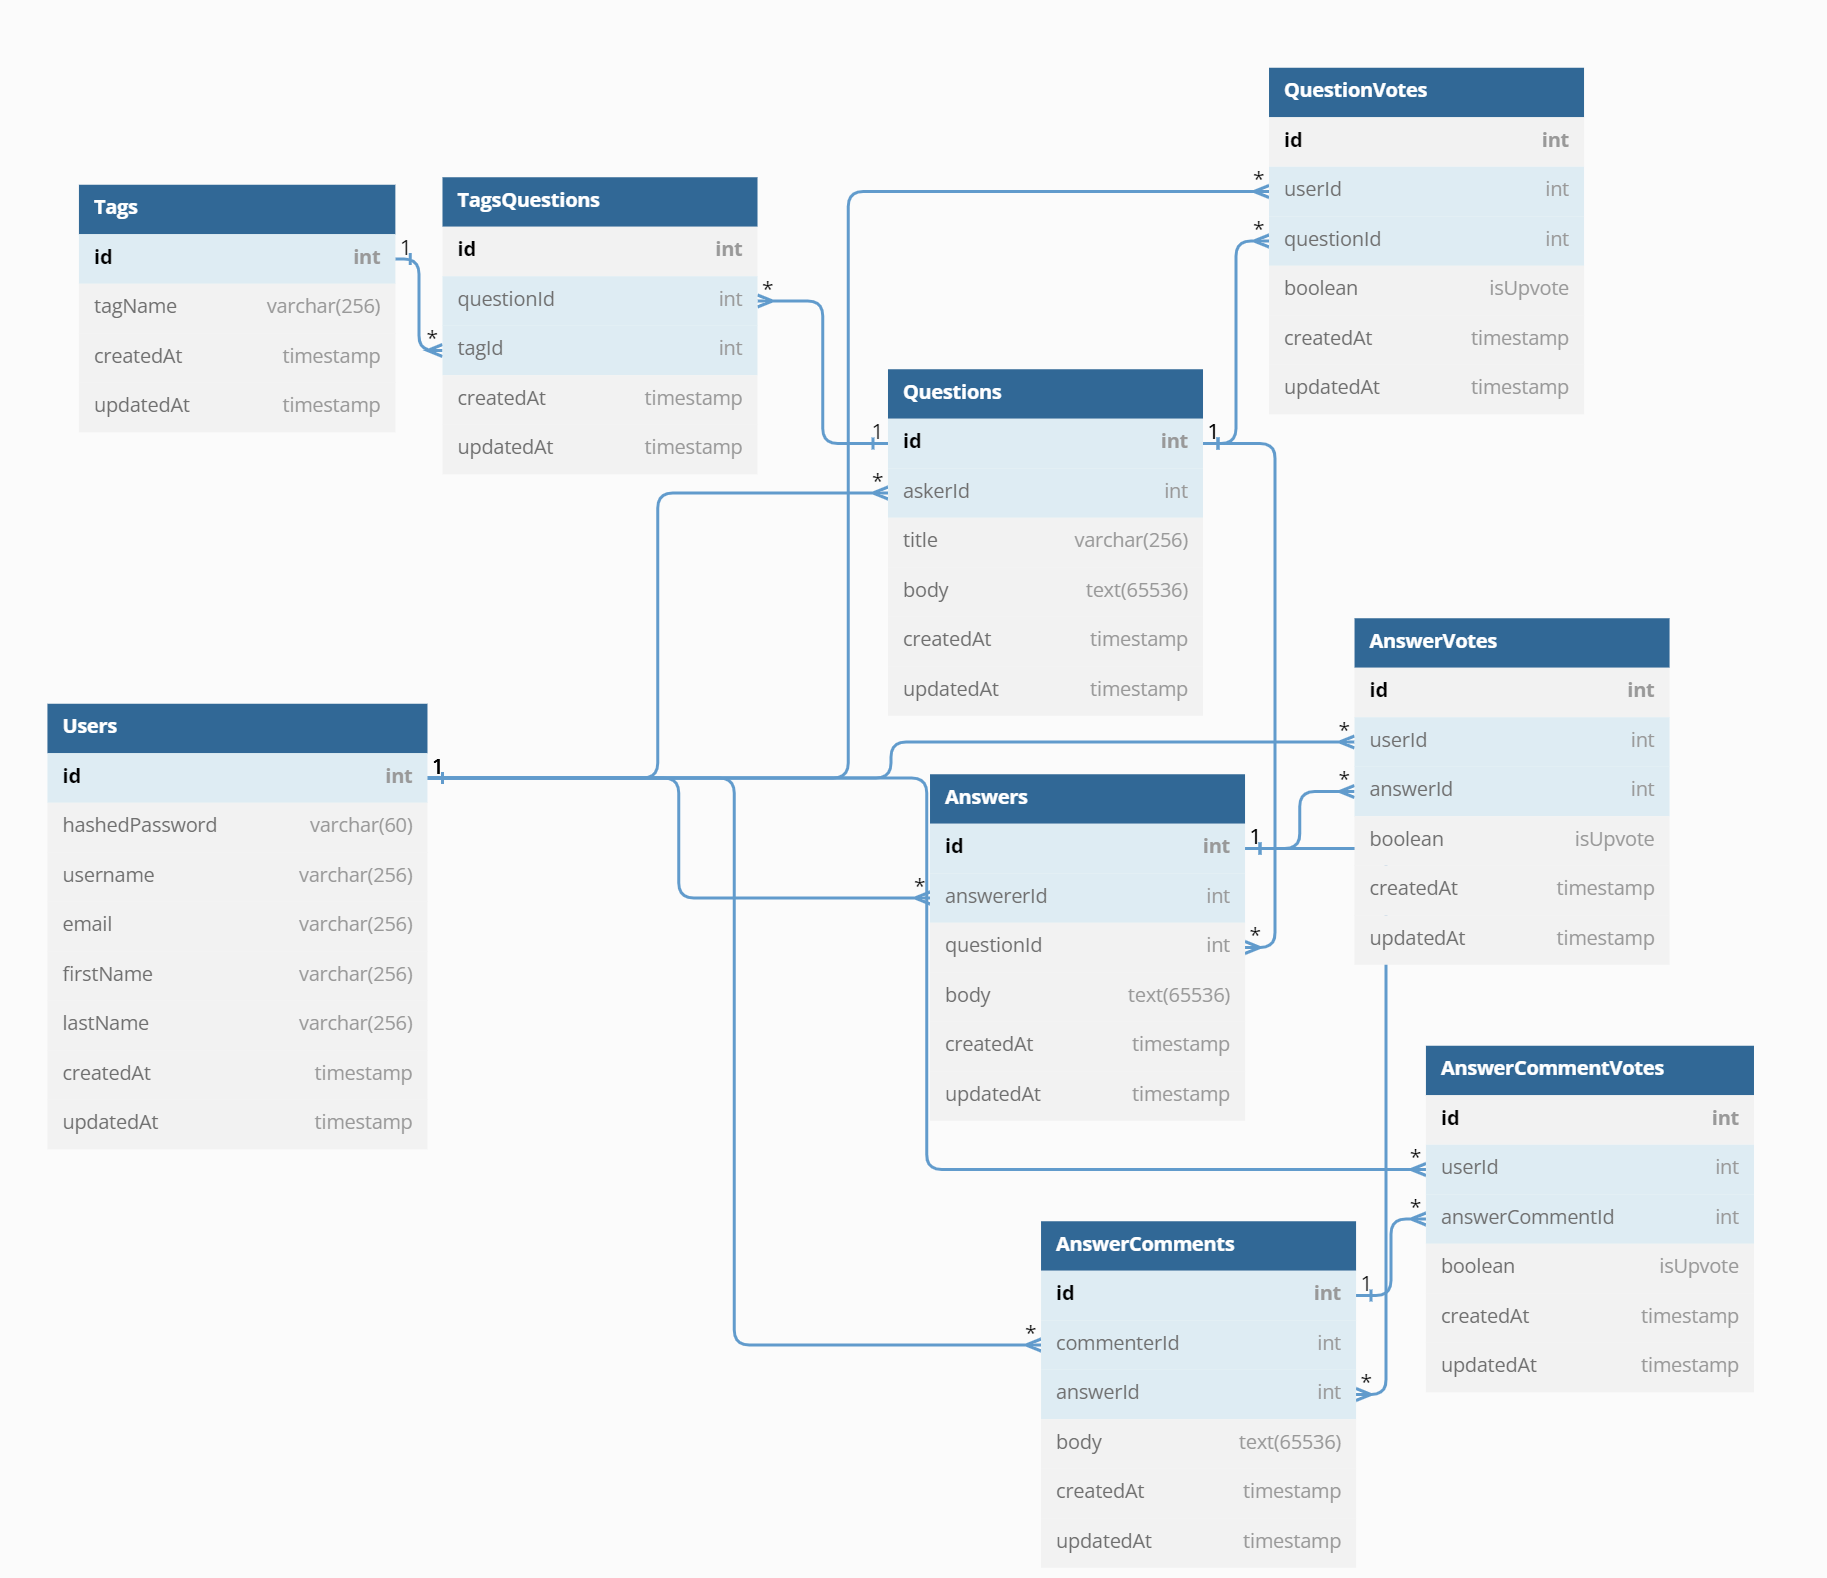 QuestionVotes
id int
* userId int
* questionId int
boolean isUpvote
createdAt timestamp
updatedAt timestamp
Tags
id int 1
tagName varchar(256)
createdAt timestamp
updatedAt timestamp
TagsQuestions
id int
questionId int *
* tagId int
createdAt timestamp
updatedAt timestamp
Questions
1 id int 1
* askerId int
title varchar(256)
body text(65536)
createdAt timestamp
updatedAt timestamp
AnswerVotes
id int
* userId int
* answerId int
boolean isUpvote
createdAt timestamp
updatedAt timestamp
Users
id int 1
hashedPassword varchar(60)
username varchar(256)
email varchar(256)
firstName varchar(256)
lastName varchar(256)
createdAt timestamp
updatedAt timestamp
Answers
id int 1
* answererId int
questionId int *
body text(65536)
createdAt timestamp
updatedAt timestamp
AnswerCommentVotes
id int
* userId int
* answerCommentId int
boolean isUpvote
createdAt timestamp
updatedAt timestamp
AnswerComments
id int 1
* commenterId int
answerId int *
body text(65536)
createdAt timestamp
updatedAt timestamp